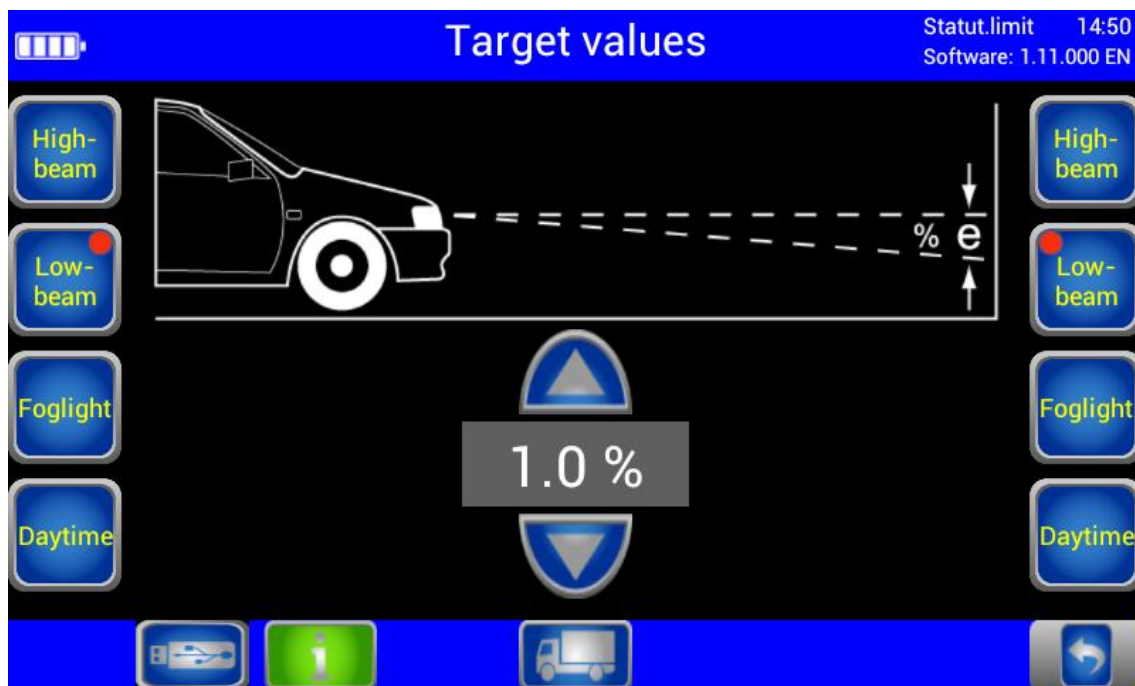 Target values
Statut.limit 14:50
Software: 1.11.000 EN
High-
beam
High-
beam
% e
Low-
beam
Low-
beam
Foglight
Foglight
1.0 %
Daytime
Daytime
i